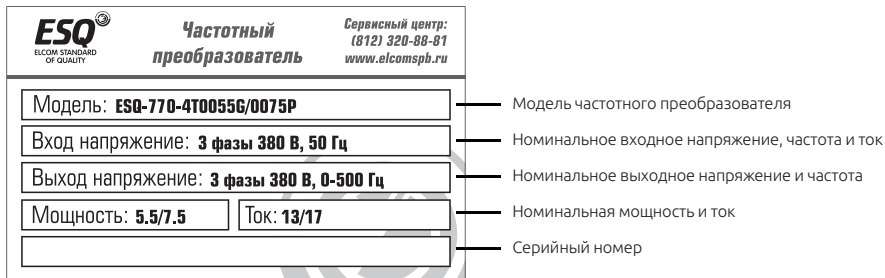 ESQ®
ELCOM STANDARD
OF QUALITY
Частотный
преобразователь
Сервисный центр:
(812) 320-88-81
www.elcomspb.ru
Модель: ESQ-770-4T0055G/0075P
Модель частотного преобразователя
Вход напряжение: 3 фазы 380 В, 50 Гц
Номинальное входное напряжение, частота и ток
Выход напряжение: 3 фазы 380 В, 0-500 Гц
Номинальное выходное напряжение и частота
Мощность: 5.5/7.5
Ток: 13/17
Номинальная мощность и ток
Серийный номер